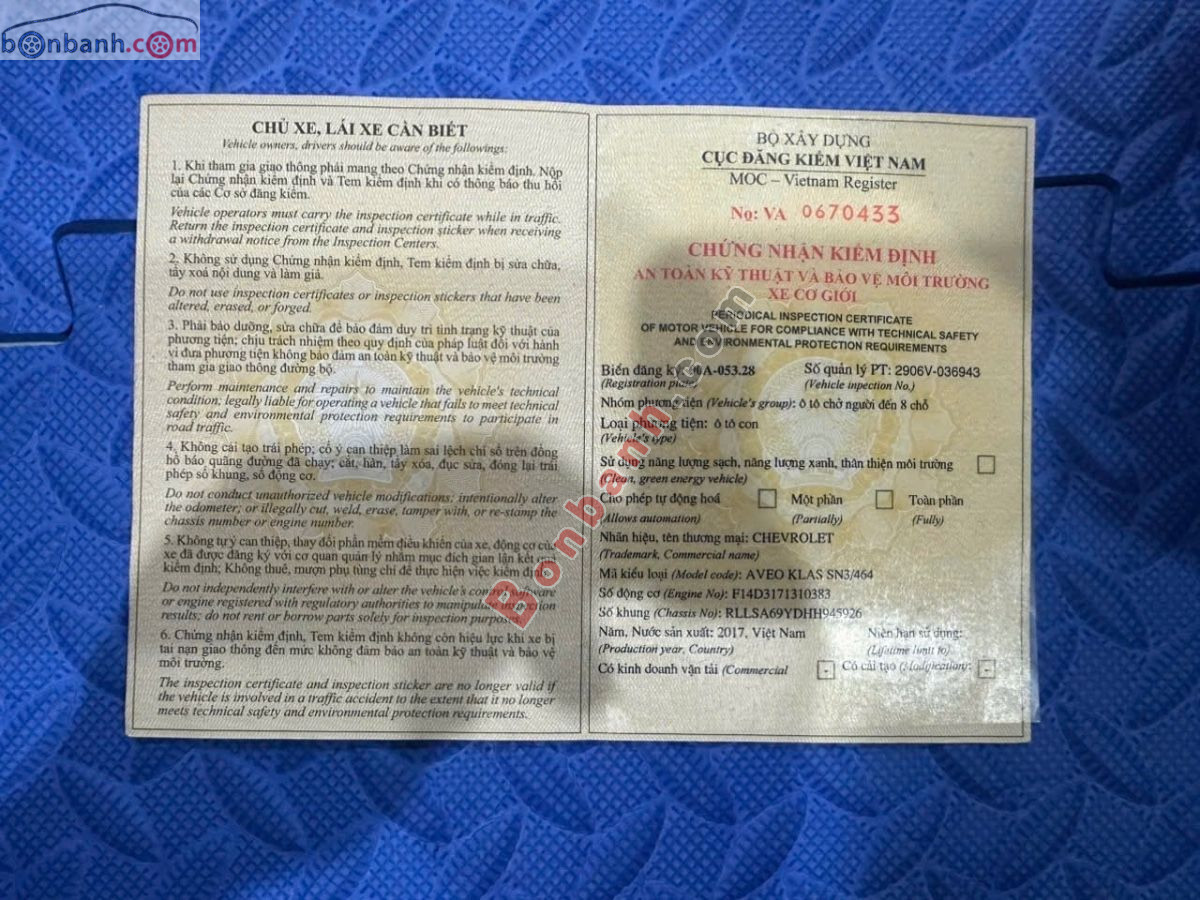 bonbanh.com
CHỦ XE, LÁI XE CẦN BIẾT
Vehicle owners, drivers should be aware of the followings:
1. Khi tham gia giao thông phải mang theo Chứng nhận kiểm định. Nộp
lại Chứng nhận kiểm định và Tem kiểm định khi có thông báo thu hồi
của các Cơ sở đăng kiểm.
Vehicle operators must carry the inspection certificate while in traffic.
Return the inspection certificate and inspection sticker when receiving
a withdrawal notice from the Inspection Centers.
2. Không sử dụng Chứng nhận kiểm định, Tem kiểm định bị sửa chữa,
tẩy xoá nội dung và làm giả.
Do not use inspection certificates or inspection stickers that have been
altered, erased, or forged.
3. Phải bảo dưỡng, sửa chữa để bảo đảm duy trì tình trạng kỹ thuật của
phương tiện; chịu trách nhiệm theo quy định của pháp luật đối với hành
vi đưa phương tiện không bảo đảm an toàn kỹ thuật và bảo vệ môi trường
tham gia giao thông đường bộ.
Perform maintenance and repairs to maintain the vehicle's technical
condition; legally liable for operating a vehicle that fails to meet technical
safety and environmental protection requirements to participate in
road traffic.
4. Không cải tạo trái phép; cố ý can thiệp làm sai lệch chỉ số trên đồng
hồ báo quãng đường đã chạy; cắt, hàn, tẩy xóa, đục sửa, đóng lại trái
phép số khung, số động cơ.
Do not conduct unauthorized vehicle modifications; intentionally alter
the odometer; or illegally cut, weld, erase, tamper with, or re-stamp the
chassis number or engine number.
5. Không tự ý can thiệp, thay đổi phần mềm điều khiển của xe, động cơ của
xe đã được đăng ký với cơ quan quản lý nhằm mục đích gian lận kết quả
kiểm định; Không thuê, mượn phụ tùng chỉ để thực hiện việc kiểm định.
Do not independently interfere with or alter the vehicle's control software
or engine registered with regulatory authorities to manipulate inspection
results; do not rent or borrow parts solely for inspection purposes.
6. Chứng nhận kiểm định, Tem kiểm định không còn hiệu lực khi xe bị
tai nạn giao thông đến mức không đảm bảo an toàn kỹ thuật và bảo vệ
môi trường.
The inspection certificate and inspection sticker are no longer valid if
the vehicle is involved in a traffic accident to the extent that it no longer
meets technical safety and environmental protection requirements.
BỘ XÂY DỰNG
CỤC ĐĂNG KIỂM VIỆT NAM
MOC – Vietnam Register
No: VA 0670433
CHỨNG NHẬN KIỂM ĐỊNH
AN TOÀN KỸ THUẬT VÀ BẢO VỆ MÔI TRƯỜNG
XE CƠ GIỚI
PERIODICAL INSPECTION CERTIFICATE
OF MOTOR VEHICLE FOR COMPLIANCE WITH TECHNICAL SAFETY
AND ENVIRONMENTAL PROTECTION REQUIREMENTS
Biển đăng ký: Số quản lý PT: 2906V-036943
(Registration plate) (Vehicle inpection No.)
Nhóm phương diện (Vehicle's group): ô tô chở người đến 8 chỗ
Loại phương tiện: ô tô con
(Vehicle's type)
Sử dụng năng lượng sạch, năng lượng xanh, thân thiện môi trường
(Clean, green energy vehicle)
Cho phép tự động hoá Một phần Toàn phần
(Allows automation) (Partially) (Fully)
Nhãn hiệu, tên thương mại: CHEVROLET
(Trademark, Commercial name)
Mã kiểu loại (Model code): AVEO KLAS SN3/464
Số động cơ (Engine No): F14D3171310383
Số khung (Chassis No): RLLSA69YDHH945926
Năm, Nước sản xuất: 2017, Việt Nam Niên hạn sử dụng:
(Production year, Country) (Lifetime limit to)
Có kinh doanh vận tải (Commercial - Có cải tạo (Modification): -
Bonbanh.com